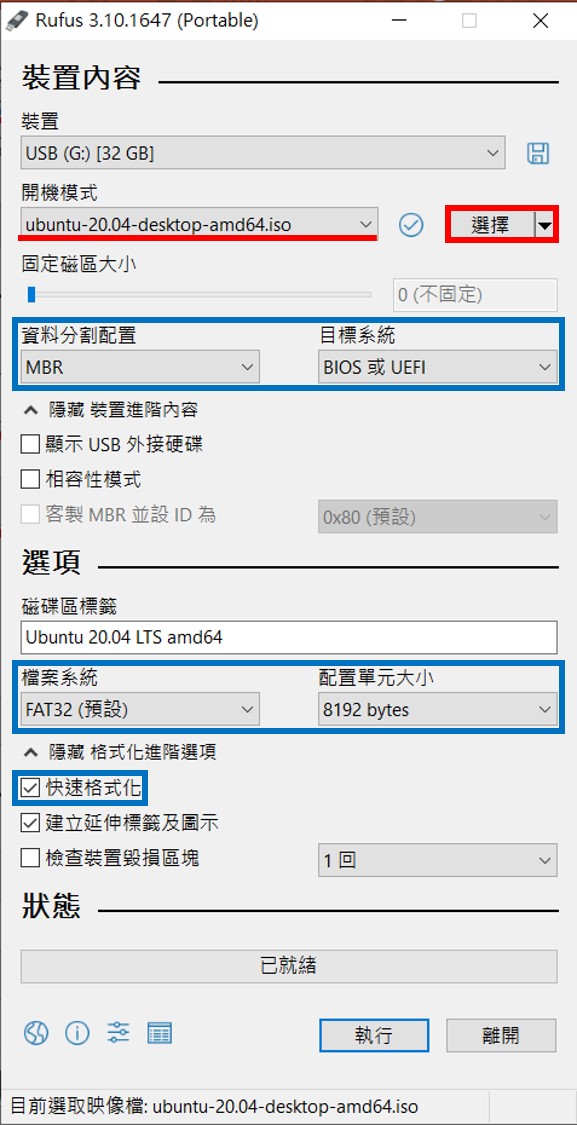 Rufus 3.10.1647 (Portable)
裝置內容
裝置
USB (G:) [32 GB]
開機模式
ubuntu-20.04-desktop-amd64.iso
選擇
固定磁區大小
0 (不固定)
資料分割配置 目標系統
MBR BIOS 或 UEFI
隱藏 裝置進階內容
顯示 USB 外接硬碟
相容性模式
客製 MBR 並設 ID 為 0x80 (預設)
選項
磁碟區標籤
Ubuntu 20.04 LTS amd64
檔案系統 配置單元大小
FAT32 (預設) 8192 bytes
隱藏 格式化進階選項
快速格式化
建立延伸標籤及圖示
檢查裝置毀損區塊 1 回
狀態
已就緒
執行 離開
目前選取映像檔: ubuntu-20.04-desktop-amd64.iso